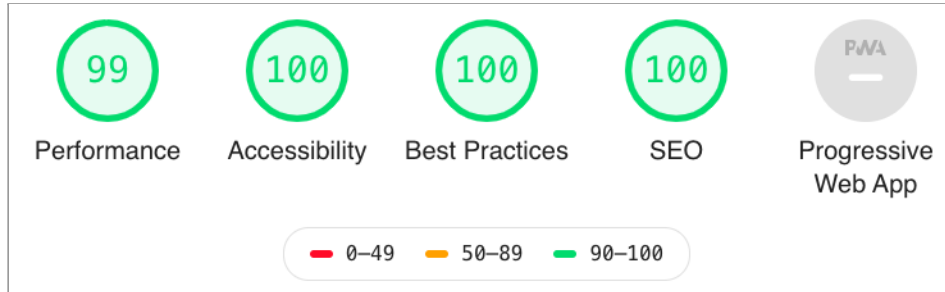 99 100 100 100 PWA
Performance Accessibility Best Practices SEO Progressive
Web App
0–49 50–89 90–100